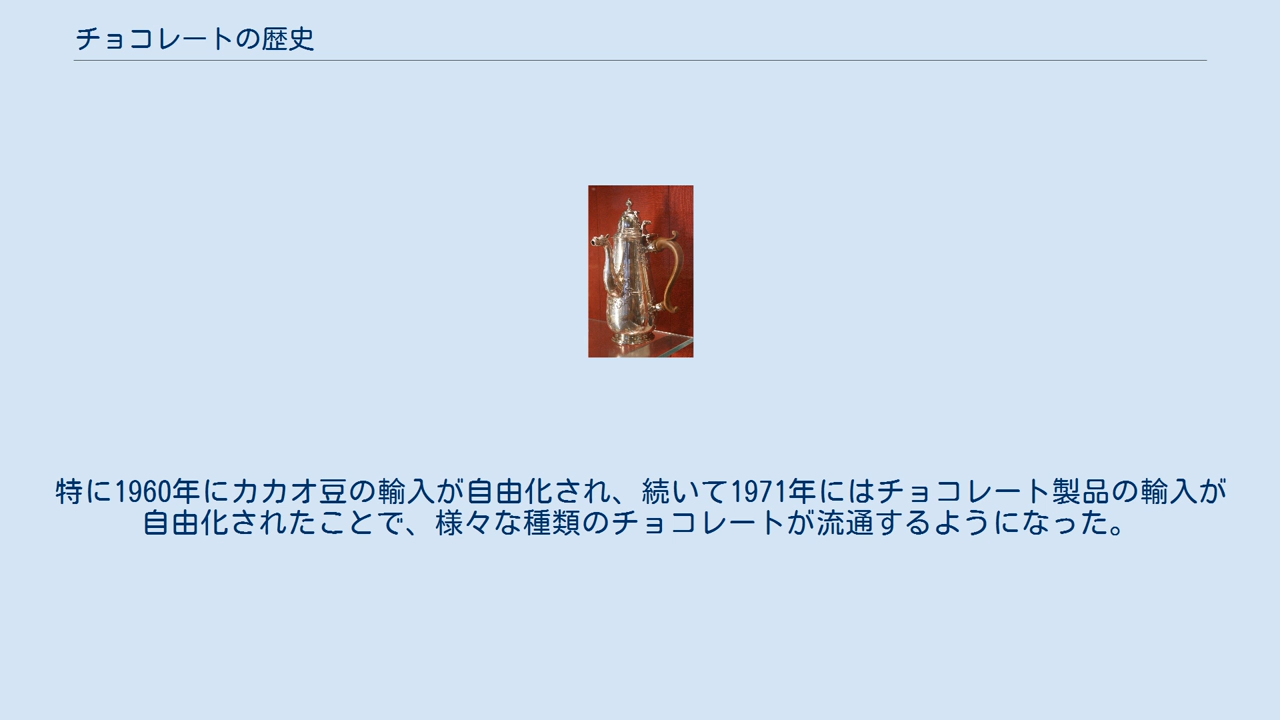 チョコレートの歴史
特に1960年にカカオ豆の輸入が自由化され、続いて1971年にはチョコレート製品の輸入が
自由化されたことで、様々な種類のチョコレートが流通するようになった。